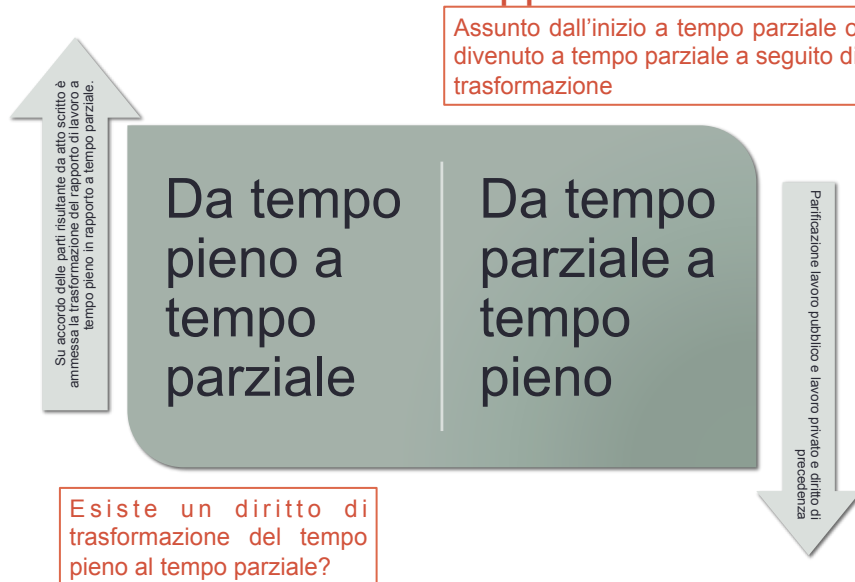 Assunto dall'inizio a tempo parziale o
divenuto a tempo parziale a seguito di
trasformazione
Su accordo delle parti risultante da atto scritto è
ammessa la trasformazione del rapporto di lavoro a
tempo pieno in rapporto a tempo parziale.
Da tempo
pieno a
tempo
parziale
Da tempo
parziale a
tempo
pieno
Parificazione lavoro pubblico e lavoro privato e diritto di
precedenza
Esiste un diritto di
trasformazione del tempo
pieno al tempo parziale?